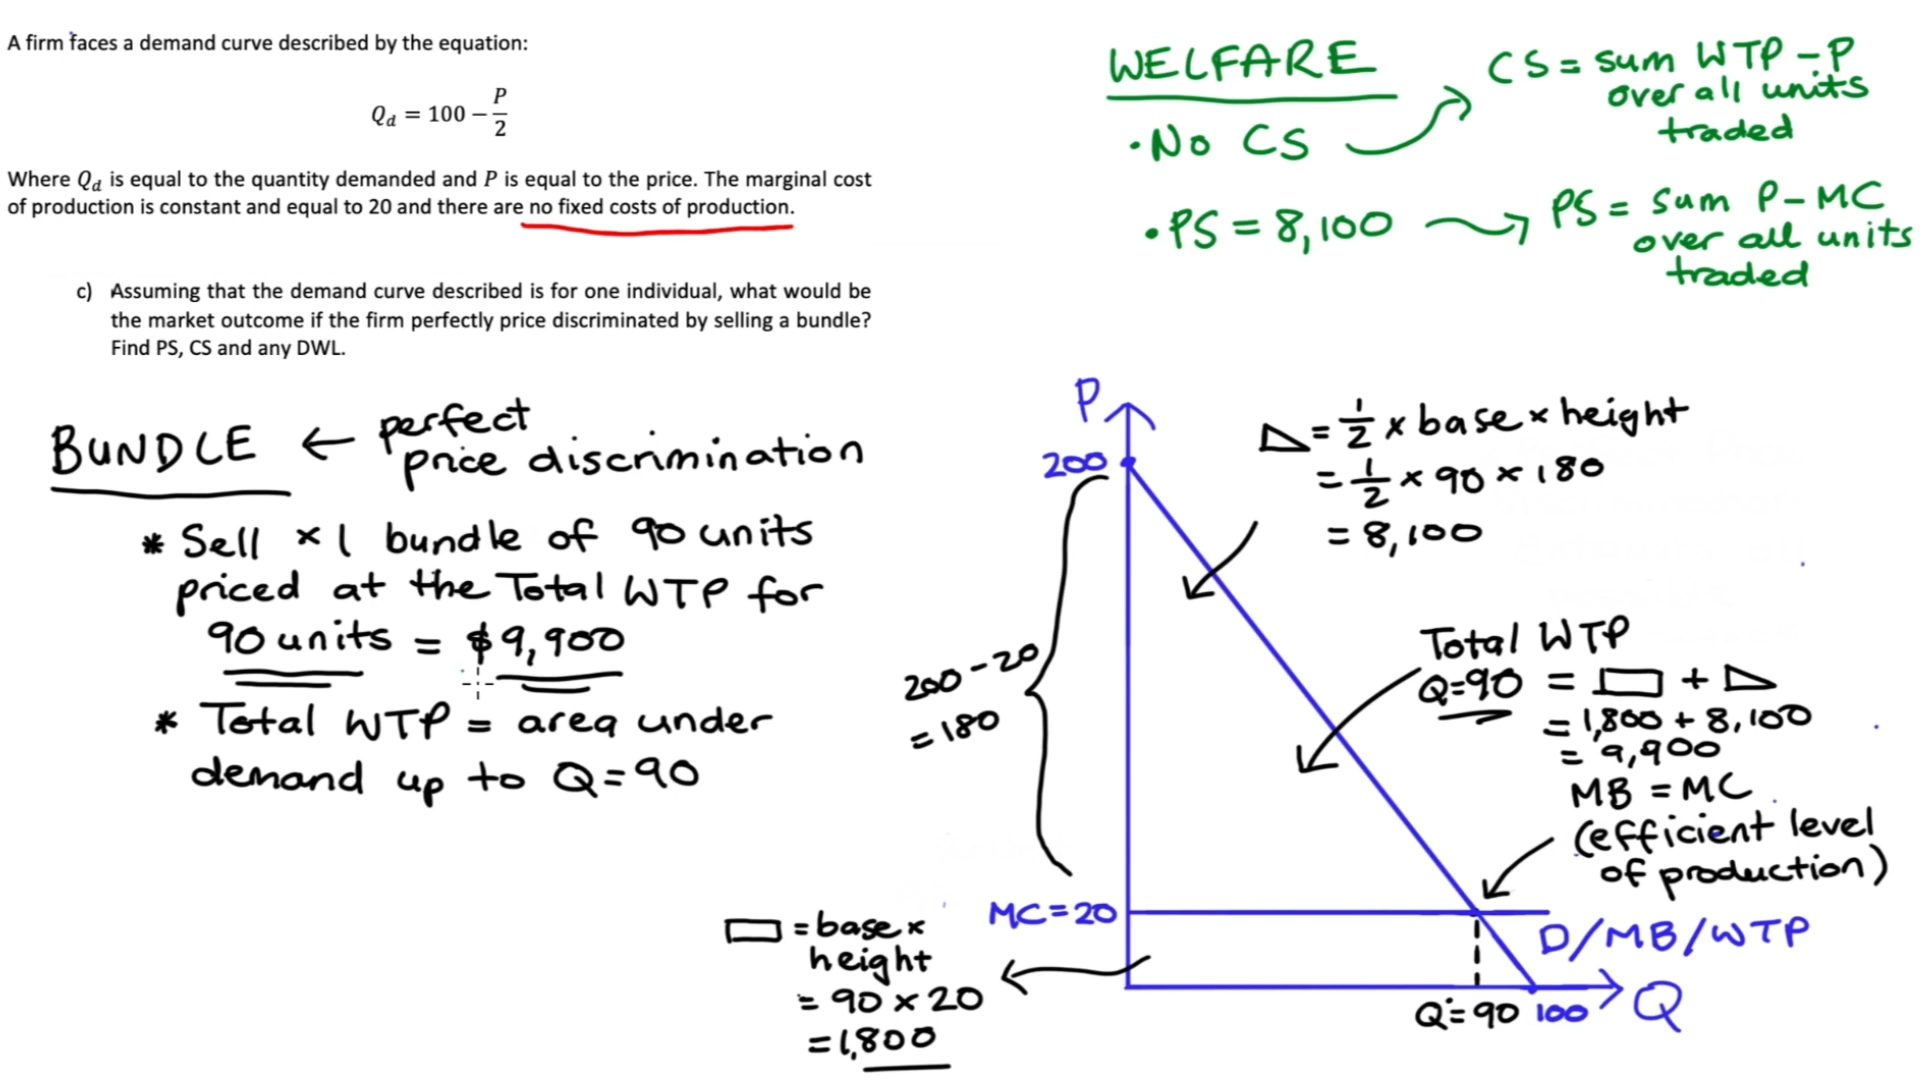 A firm faces a demand curve described by the equation:
Q_d = 100 − P/2
Where Q_d is equal to the quantity demanded and P is equal to the price. The marginal cost
of production is constant and equal to 20 and there are no fixed costs of production.
c) Assuming that the demand curve described is for one individual, what would be
the market outcome if the firm perfectly price discriminated by selling a bundle?
Find PS, CS and any DWL.
WELFARE
• No CS
CS = sum WTP − P
over all units
traded
• PS = 8,100
PS = sum P − MC
over all units
traded
BUNDLE ← perfect
price discrimination
* Sell x 1 bundle of 90 units
priced at the Total WTP for
90 units = $9,900
* Total WTP = area under
demand up to Q=90
P
200
200 − 20
= 180
= 1/2 x base x height
= 1/2 x 90 x 180
= 8,100
Total WTP
Q=90 = ▭ + ◺
= 1,800 + 8,100
= 9,900
MB = MC
(efficient level
of production)
MC=20
D/MB/WTP
= base x
height
= 90 x 20
= 1,800
Q = 90
100
Q